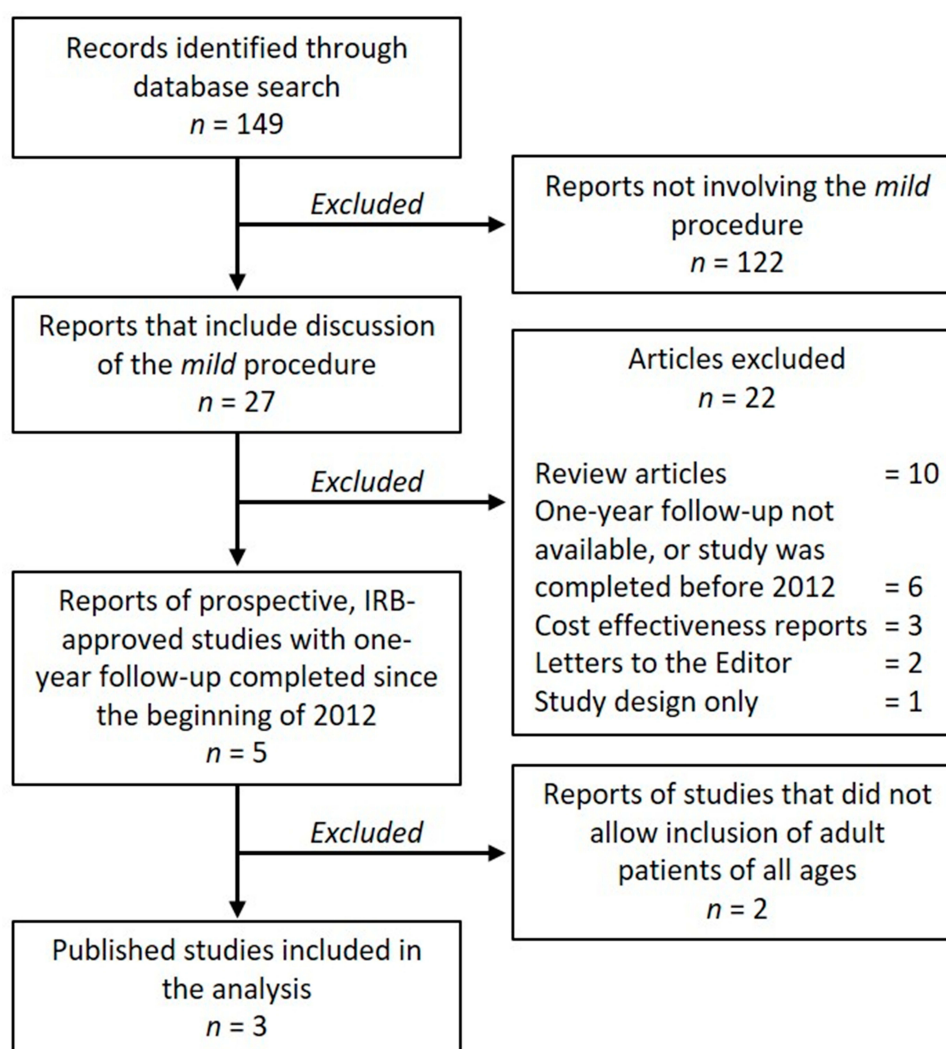 Records identified through
database search
n = 149
Excluded
Reports not involving the mild
procedure
n = 122
Reports that include discussion
of the mild procedure
n = 27
Excluded
Articles excluded
n = 22
Review articles = 10
One-year follow-up not
available, or study was
completed before 2012 = 6
Cost effectiveness reports = 3
Letters to the Editor = 2
Study design only = 1
Reports of prospective, IRB-
approved studies with one-
year follow-up completed since
the beginning of 2012
n = 5
Excluded
Reports of studies that did not
allow inclusion of adult
patients of all ages
n = 2
Published studies included in
the analysis
n = 3